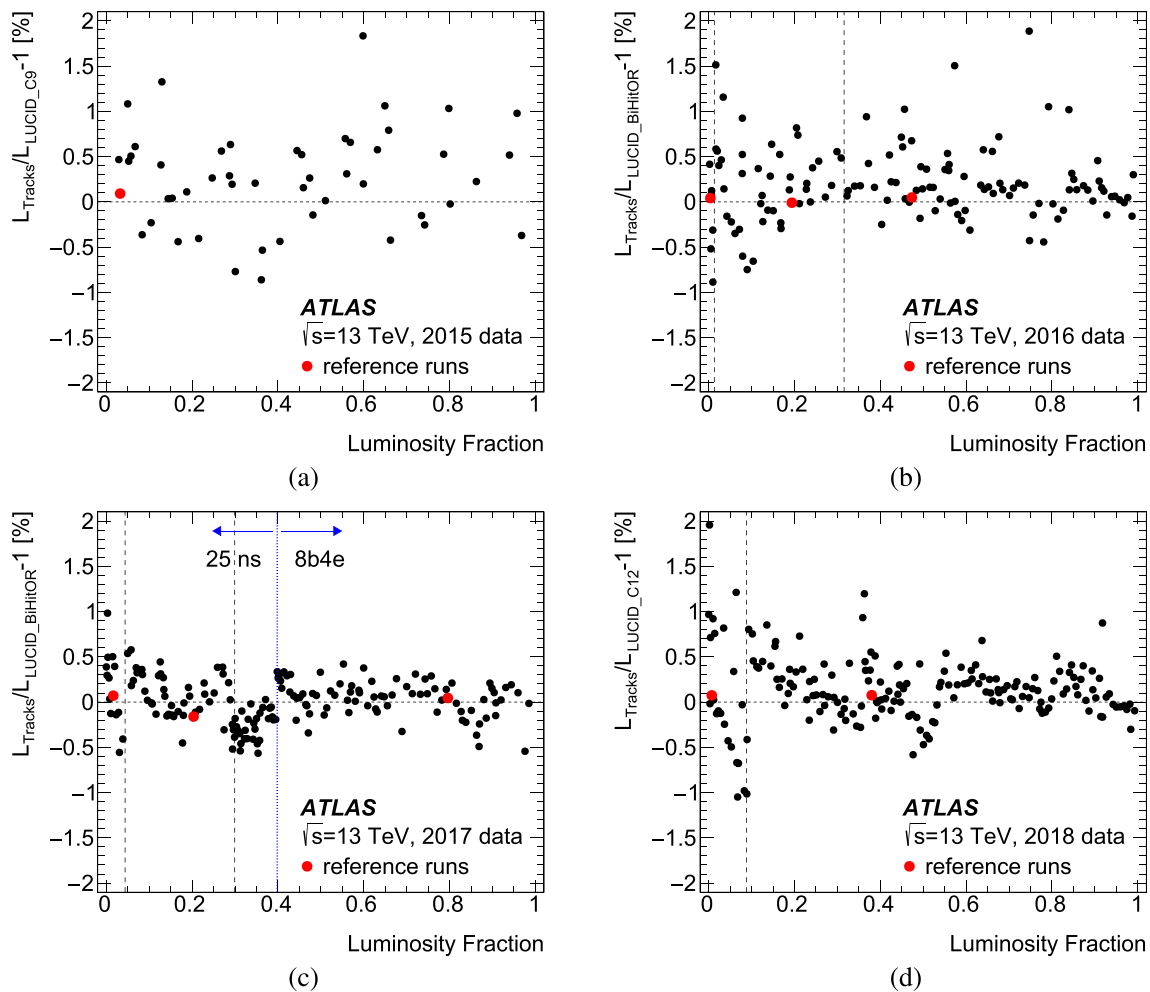 L_Tracks/L_LUCID_C9-1 [%]
2
1.5
1
0.5
0
−0.5
−1
−1.5
−2
ATLAS
√s=13 TeV, 2015 data
reference runs
0 0.2 0.4 0.6 0.8 1
Luminosity Fraction
(a)
L_Tracks/L_LUCID_BiHitOR-1 [%]
2
1.5
1
0.5
0
−0.5
−1
−1.5
−2
ATLAS
√s=13 TeV, 2016 data
reference runs
0 0.2 0.4 0.6 0.8 1
Luminosity Fraction
(b)
L_Tracks/L_LUCID_BiHitOR-1 [%]
2
1.5
1
0.5
0
−0.5
−1
−1.5
−2
25 ns 8b4e
ATLAS
√s=13 TeV, 2017 data
reference runs
0 0.2 0.4 0.6 0.8 1
Luminosity Fraction
(c)
L_Tracks/L_LUCID_C12-1 [%]
2
1.5
1
0.5
0
−0.5
−1
−1.5
−2
ATLAS
√s=13 TeV, 2018 data
reference runs
0 0.2 0.4 0.6 0.8 1
Luminosity Fraction
(d)